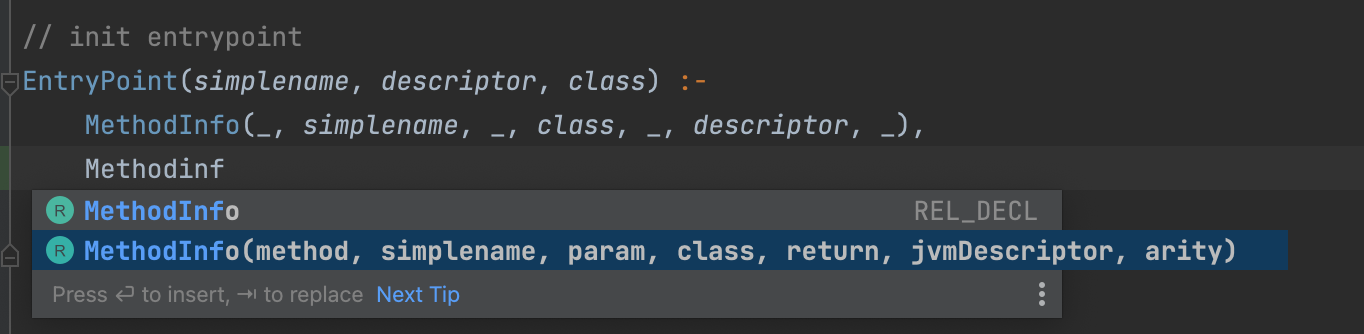 // init entrypoint
EntryPoint(simplename, descriptor, class) :-
MethodInfo(_, simplename, _, class, _, descriptor, _),
Methodinf
R MethodInfo REL_DECL
R MethodInfo(method, simplename, param, class, return, jvmDescriptor, arity)
Press ↵ to insert, ⇥ to replace Next Tip